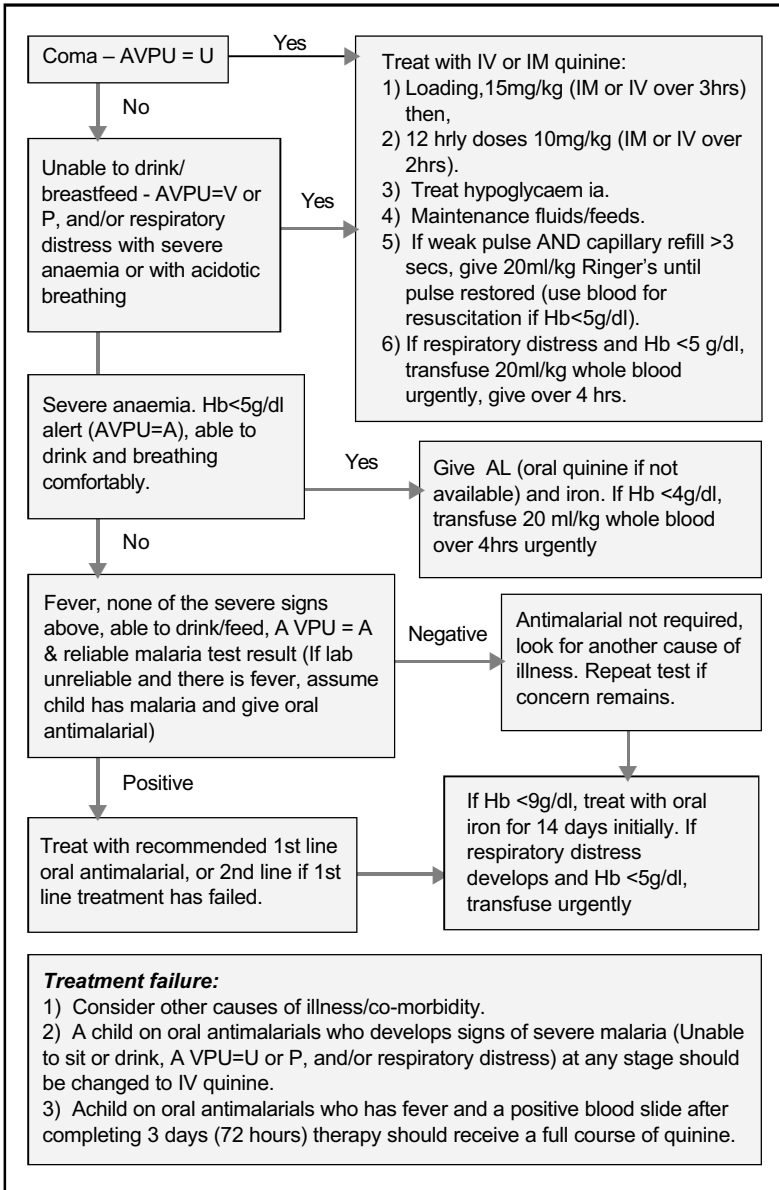 Coma – AVPU = U
Yes
No
Treat with IV or IM quinine:
1) Loading,15mg/kg (IM or IV over 3hrs)
then,
2) 12 hrly doses 10mg/kg (IM or IV over
2hrs).
3) Treat hypoglycaem ia.
4) Maintenance fluids/feeds.
5) If weak pulse AND capillary refill >3
secs, give 20ml/kg Ringer's until
pulse restored (use blood for
resuscitation if Hb<5g/dl).
6) If respiratory distress and Hb <5 g/dl,
transfuse 20ml/kg whole blood
urgently, give over 4 hrs.
Unable to drink/
breastfeed - AVPU=V or
P, and/or respiratory
distress with severe
anaemia or with acidotic
breathing
Yes
Severe anaemia. Hb<5g/dl
alert (AVPU=A), able to
drink and breathing
comfortably.
Yes
No
Give AL (oral quinine if not
available) and iron. If Hb <4g/dl,
transfuse 20 ml/kg whole blood
over 4hrs urgently
Fever, none of the severe signs
above, able to drink/feed, A VPU = A
& reliable malaria test result (If lab
unreliable and there is fever, assume
child has malaria and give oral
antimalarial)
Negative
Positive
Antimalarial not required,
look for another cause of
illness. Repeat test if
concern remains.
Treat with recommended 1st line
oral antimalarial, or 2nd line if 1st
line treatment has failed.
If Hb <9g/dl, treat with oral
iron for 14 days initially. If
respiratory distress
develops and Hb <5g/dl,
transfuse urgently
Treatment failure:
1) Consider other causes of illness/co-morbidity.
2) A child on oral antimalarials who develops signs of severe malaria (Unable
to sit or drink, A VPU=U or P, and/or respiratory distress) at any stage should
be changed to IV quinine.
3) Achild on oral antimalarials who has fever and a positive blood slide after
completing 3 days (72 hours) therapy should receive a full course of quinine.